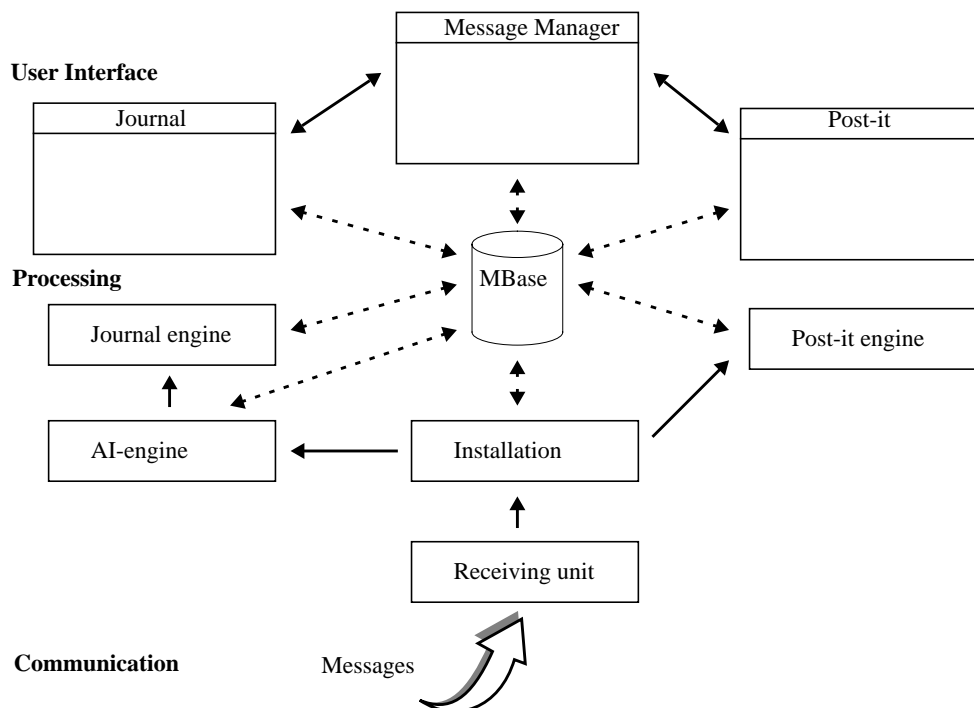 Message Manager
User Interface
Journal
Post-it
MBase
Processing
Journal engine
Post-it engine
AI-engine
Installation
Receiving unit
Communication
Messages